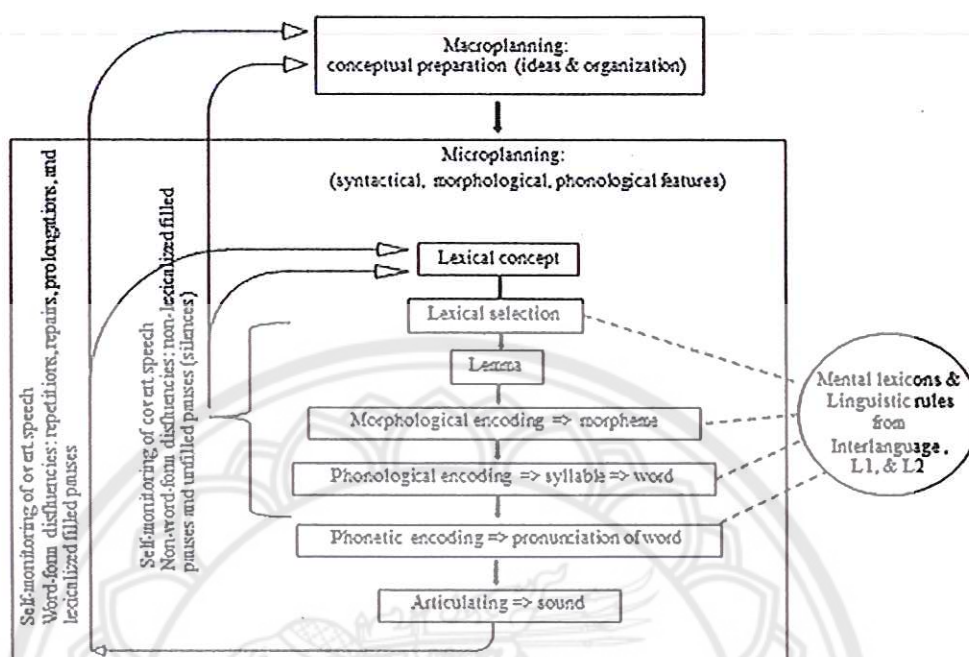 Macroplanning:
conceptual preparation (ideas & organization)
Microplanning:
(syntactical, morphological, phonological features)
Lexical concept
Lexical selection
Lemma
Morphological encoding => morpheme
Phonological encoding => syllable => word
Phonetic encoding => pronunciation of word
Articulating => sound
Mental lexicons &
Linguistic rules
from
Interlanguage,
L1, & L2
Self-monitoring of overt speech
Word-form disfluencies: repetitions, repairs, prolongations, and
lexicalized filled pauses
Self-monitoring of covert speech
Non-word-form disfluencies: non-lexicalized filled
pauses and unfilled pauses (silences)